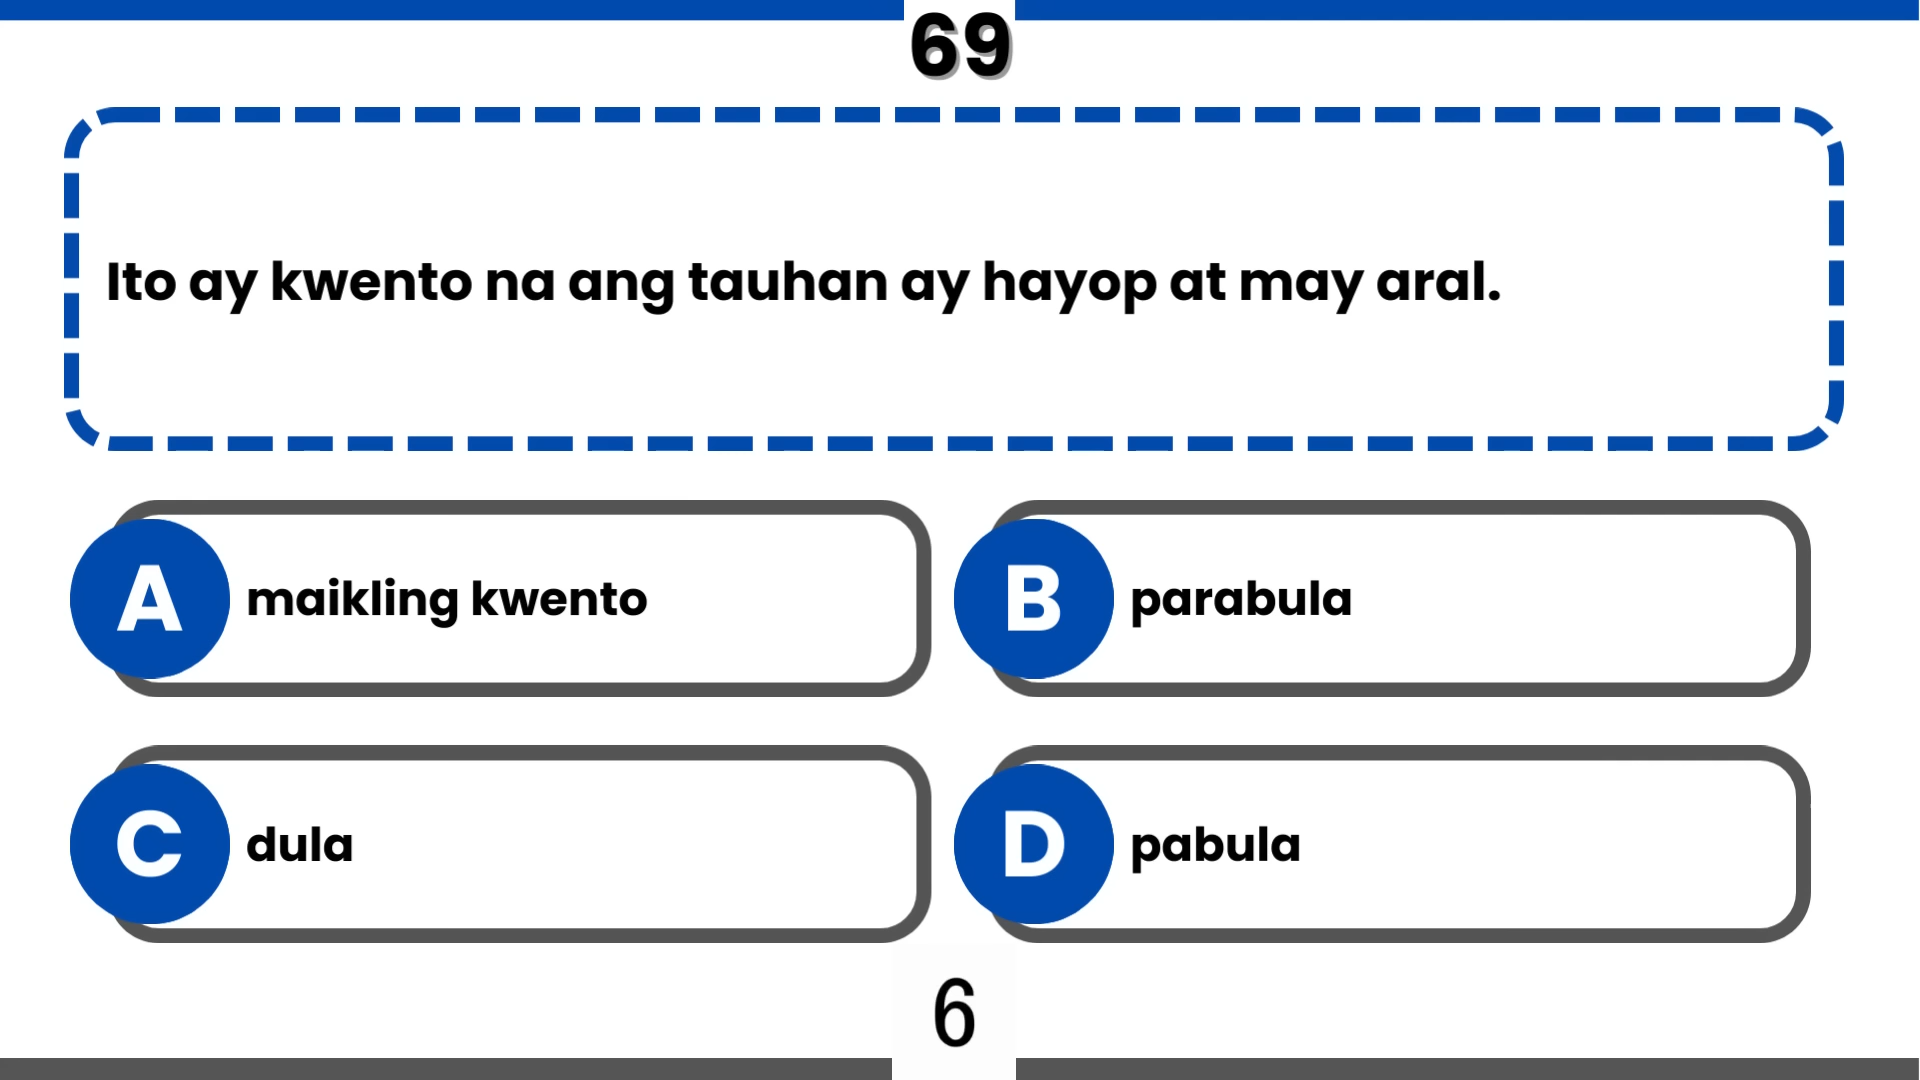 69
Ito ay kwento na ang tauhan ay hayop at may aral.
A maikling kwento
B parabula
C dula
D pabula
6